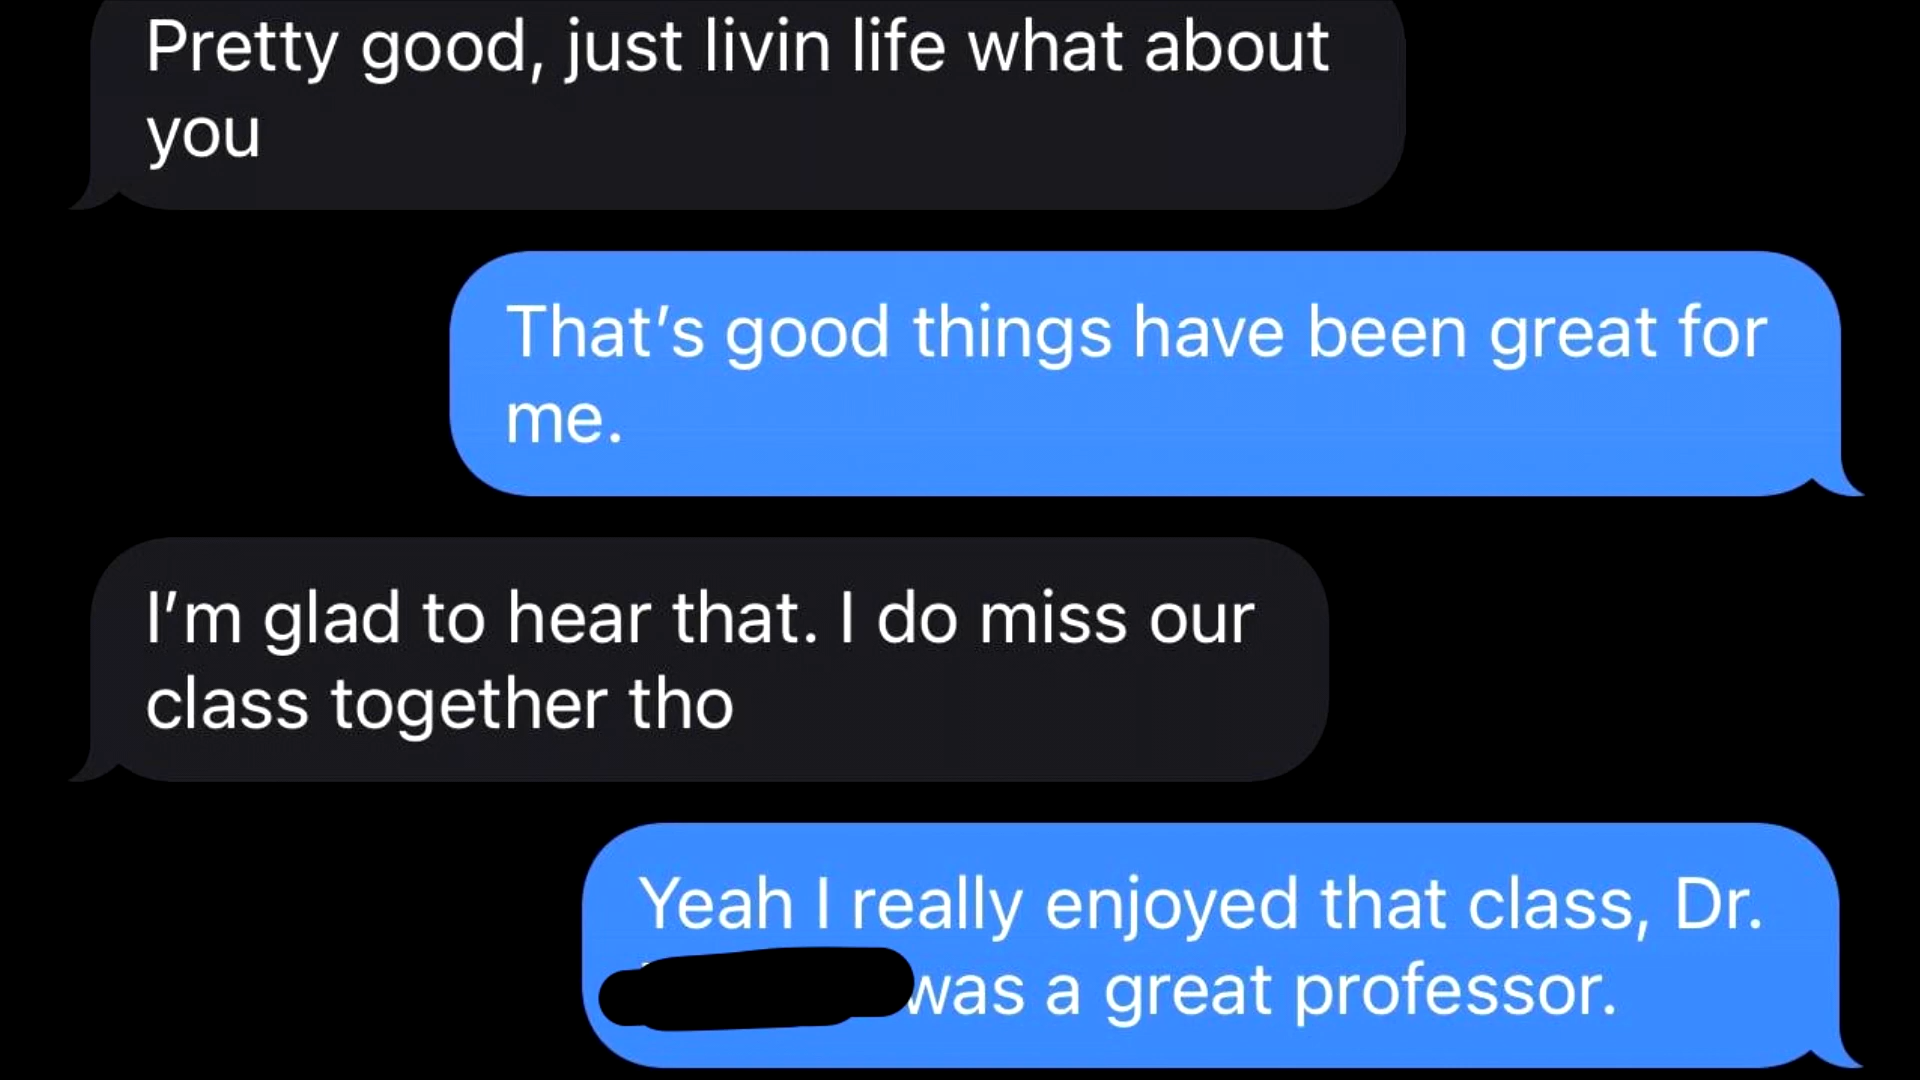 Pretty good, just livin life what about
you
That’s good things have been great for
me.
I’m glad to hear that. I do miss our
class together tho
Yeah I really enjoyed that class, Dr.
was a great professor.